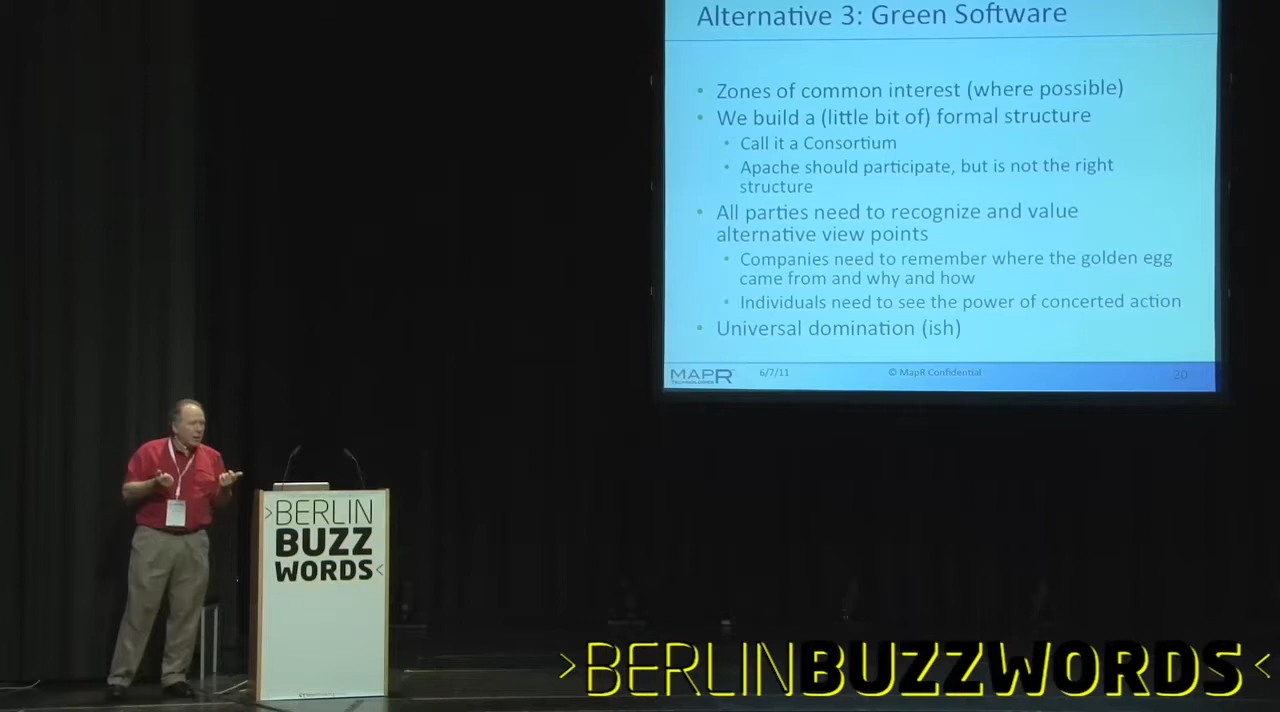 Alternative 3: Green Software
• Zones of common interest (where possible)
• We build a (little bit of) formal structure
• Call it a Consortium
• Apache should participate, but is not the right
structure
• All parties need to recognize and value
alternative view points
• Companies need to remember where the golden egg
came from and why and how
• Individuals need to see the power of concerted action
• Universal domination (ish)
MAPR
TECHNOLOGIES
6/7/11
© MapR Confidential
20
>BERLIN
BUZZ
WORDS<
>BERLINBUZZWORDS<